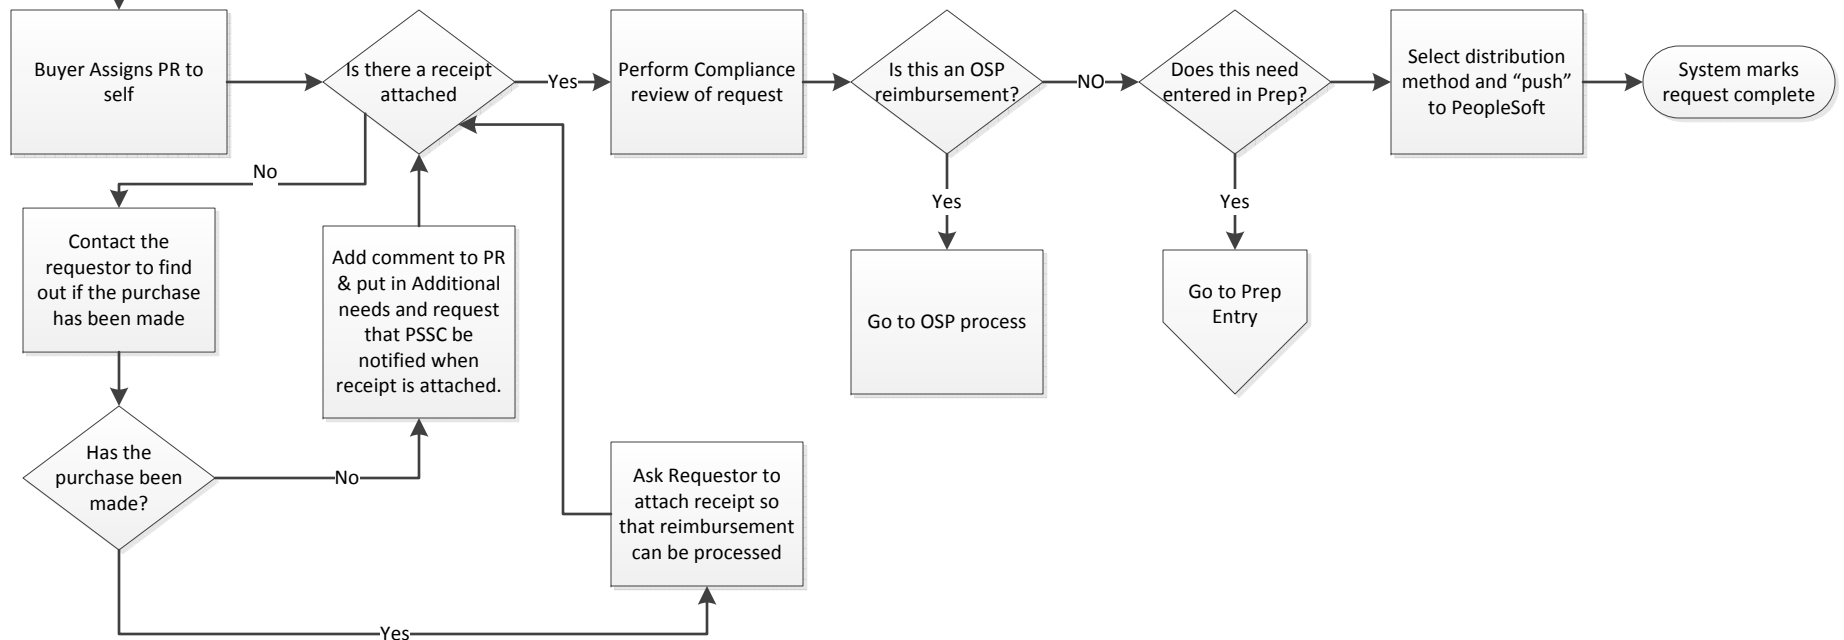 Buyer Assigns PR to
self
Is there a receipt
attached
Yes
Perform Compliance
review of request
Is this an OSP
reimbursement?
NO
Does this need
entered in Prep?
Select distribution
method and “push”
to PeopleSoft
System marks
request complete
No
Yes
Yes
Contact the
requestor to find
out if the purchase
has been made
Add comment to PR
& put in Additional
needs and request
that PSSC be
notified when
receipt is attached.
Go to OSP process
Go to Prep
Entry
Has the
purchase been
made?
No
Ask Requestor to
attach receipt so
that reimbursement
can be processed
Yes